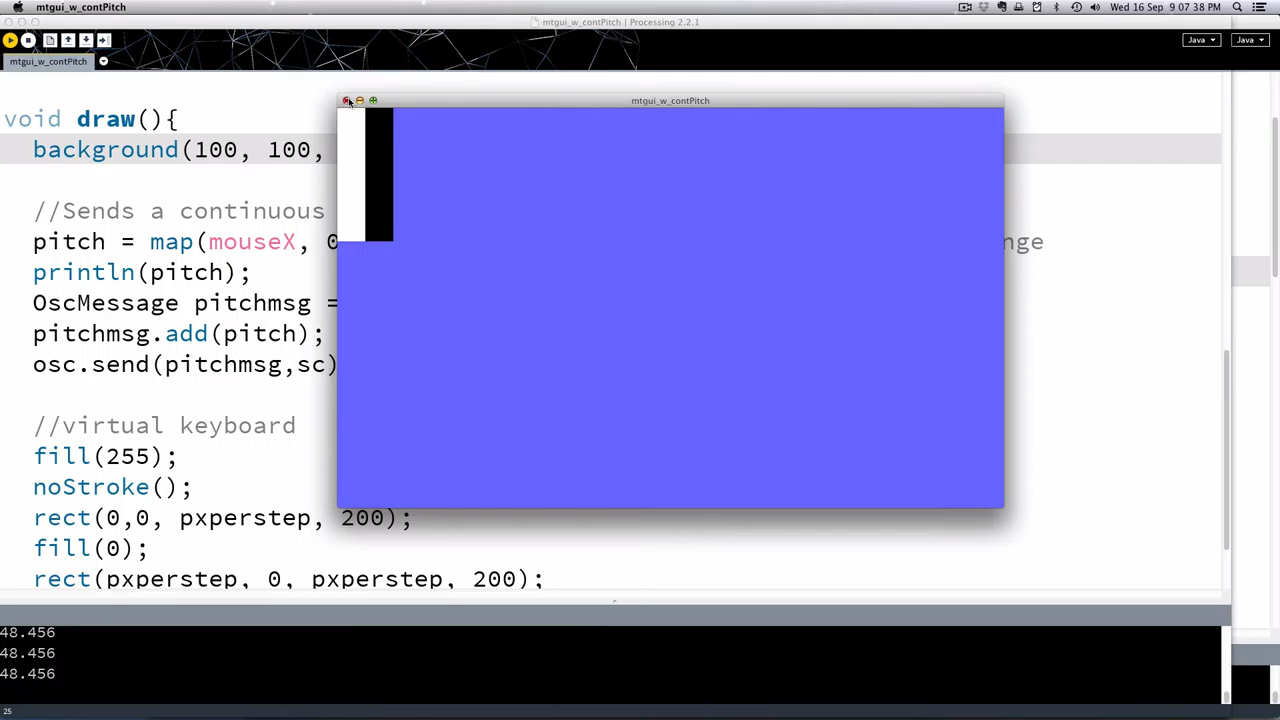 mtgui_w_contPitch
Wed 16 Sep 9:07:38 PM
mtgui_w_contPitch | Processing 2.2.1
Java
Java
mtgui_w_contPitch
mtgui_w_contPitch
void draw(){
background(100, 100,
//Sends a continuous
pitch = map(mouseX, 0
nge
println(pitch);
OscMessage pitchmsg =
pitchmsg.add(pitch);
osc.send(pitchmsg,sc)
//virtual keyboard
fill(255);
noStroke();
rect(0,0, pxperstep, 200);
fill(0);
rect(pxperstep, 0, pxperstep, 200);
48.456
48.456
48.456
25